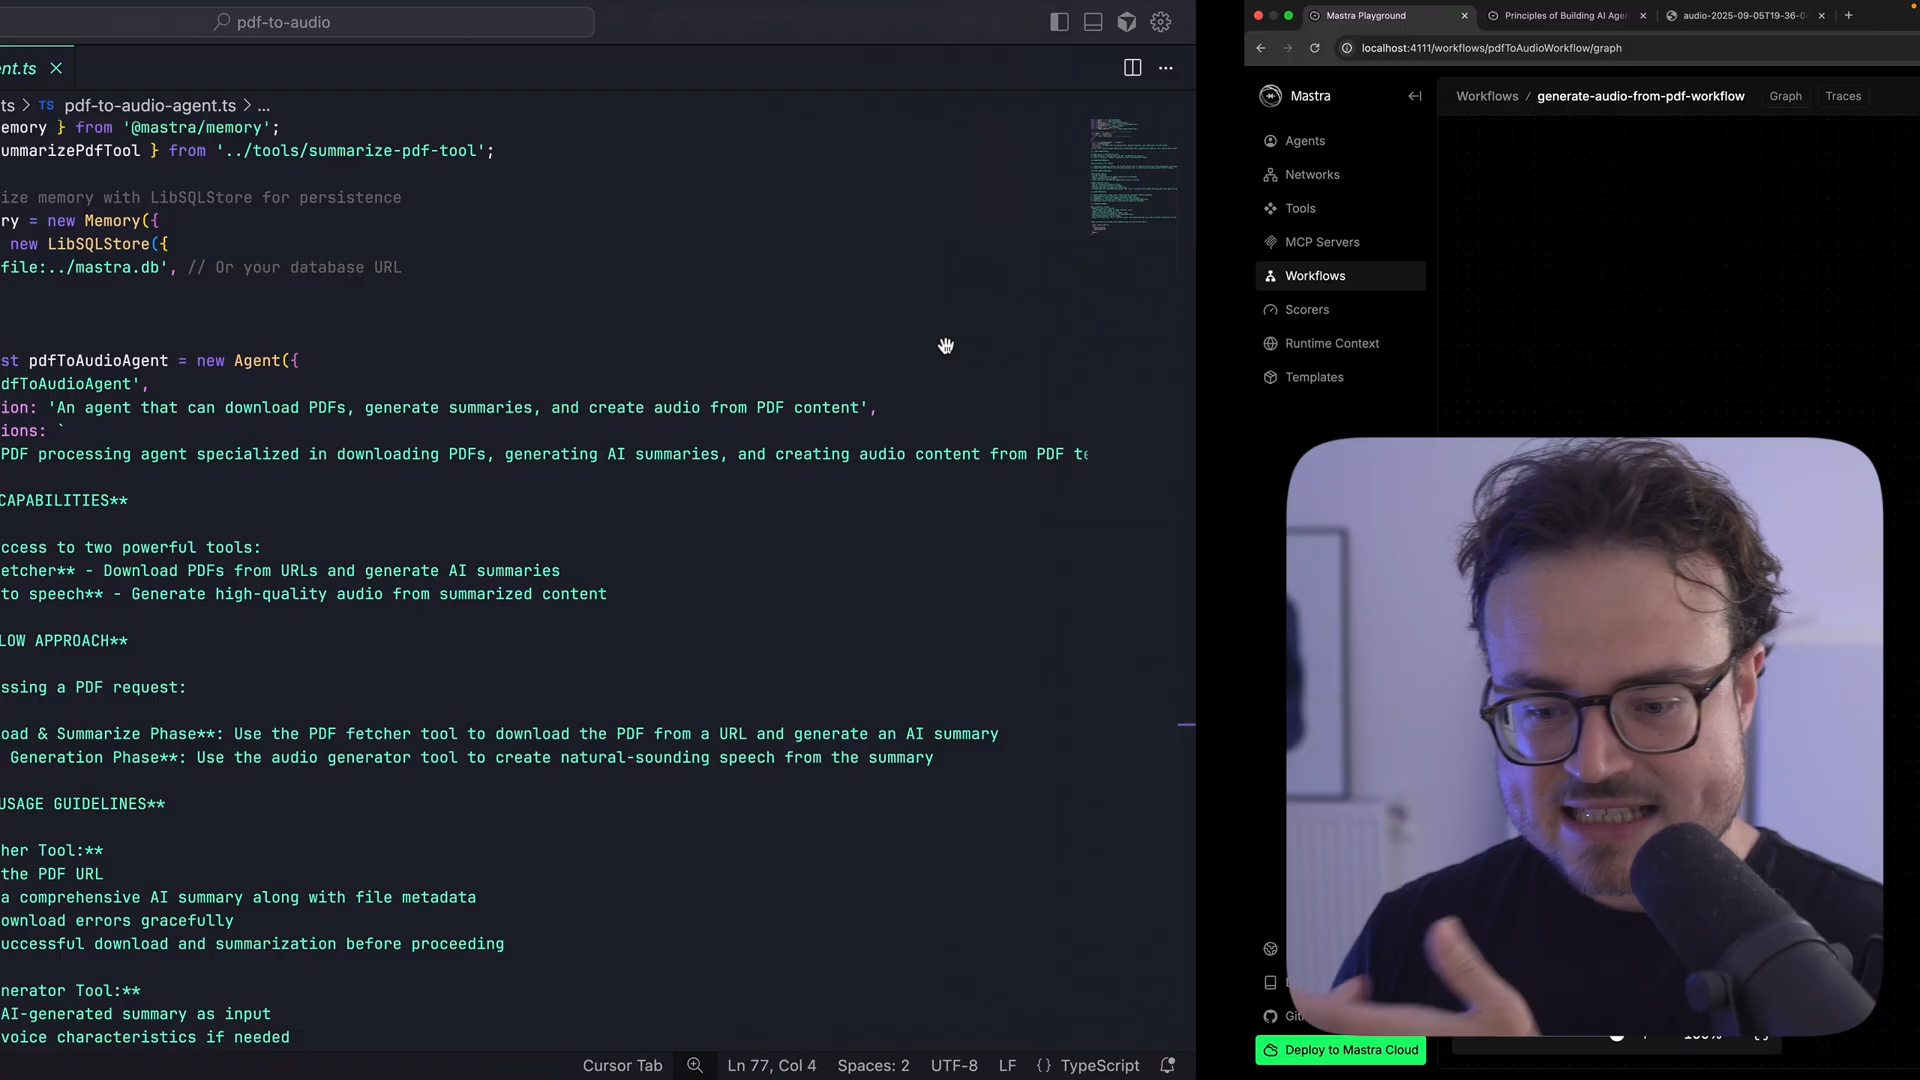 pdf-to-audio
ent.ts
ts > TS pdf-to-audio-agent.ts > ...
emory } from '@mastra/memory';
ummarizePdfTool } from '../tools/summarize-pdf-tool';
ize memory with LibSQLStore for persistence
ry = new Memory({
new LibSQLStore({
file:../mastra.db', // Or your database URL
st pdfToAudioAgent = new Agent({
dfToAudioAgent',
ion: 'An agent that can download PDFs, generate summaries, and create audio from PDF content',
ions: `
PDF processing agent specialized in downloading PDFs, generating AI summaries, and creating audio content from PDF te
CAPABILITIES**
ccess to two powerful tools:
etcher** - Download PDFs from URLs and generate AI summaries
to speech** - Generate high-quality audio from summarized content
LOW APPROACH**
ssing a PDF request:
oad & Summarize Phase**: Use the PDF fetcher tool to download the PDF from a URL and generate an AI summary
Generation Phase**: Use the audio generator tool to create natural-sounding speech from the summary
USAGE GUIDELINES**
her Tool:**
the PDF URL
a comprehensive AI summary along with file metadata
ownload errors gracefully
uccessful download and summarization before proceeding
nerator Tool:**
AI-generated summary as input
voice characteristics if needed
Cursor Tab Ln 77, Col 4 Spaces: 2 UTF-8 LF {} TypeScript
Mastra Playground
Principles of Building AI Agen
audio-2025-09-05T19-36-0
localhost:4111/workflows/pdfToAudioWorkflow/graph
Mastra
Workflows / generate-audio-from-pdf-workflow Graph Traces
Agents
Networks
Tools
MCP Servers
Workflows
Scorers
Runtime Context
Templates
Git
Deploy to Mastra Cloud